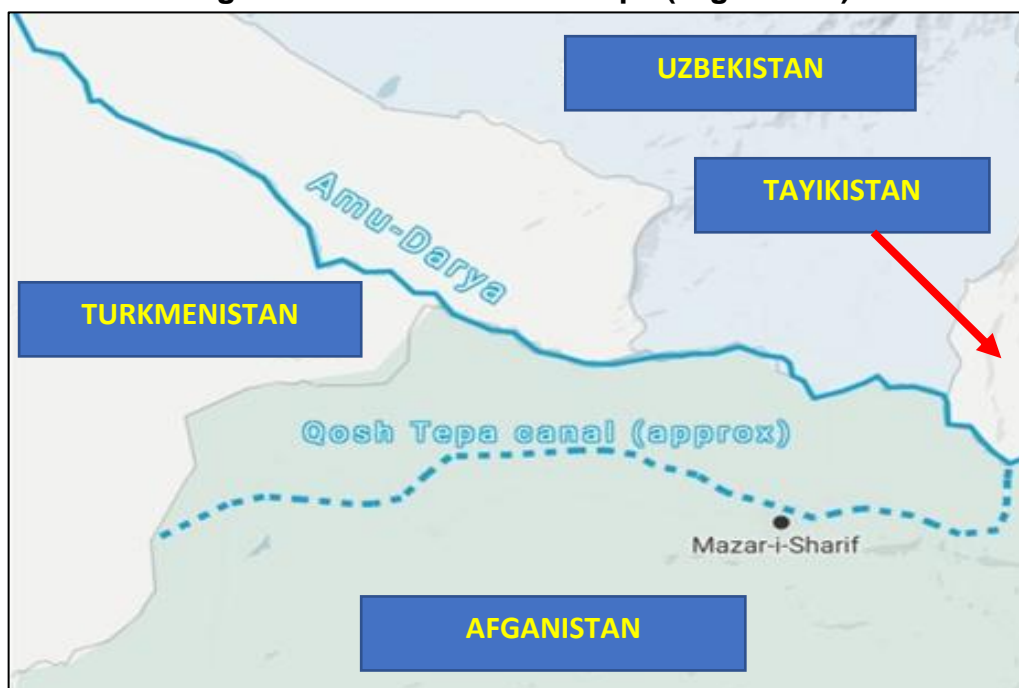 UZBEKISTAN
TAYIKISTAN
Amu-Darya
TURKMENISTAN
Qosh Tepa canal (approx)
Mazar-i-Sharif
AFGANISTAN